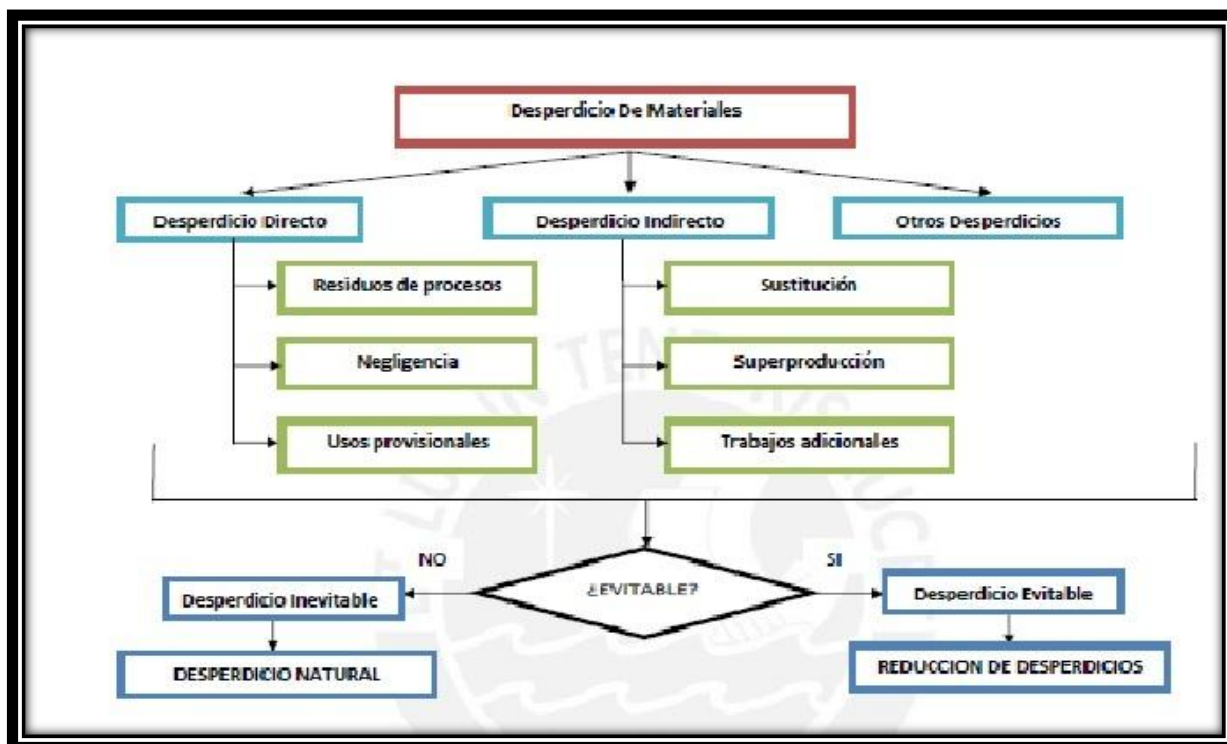 Desperdicio De Materiales
Desperdicio Directo
Desperdicio Indirecto
Otros Desperdicios
Residuos de procesos
Sustitución
Negligencia
Superproducción
Usos provisionales
Trabajos adicionales
NO
¿EVITABLE?
SI
Desperdicio Inevitable
Desperdicio Evitable
DESPERDICIO NATURAL
REDUCCION DE DESPERDICIOS